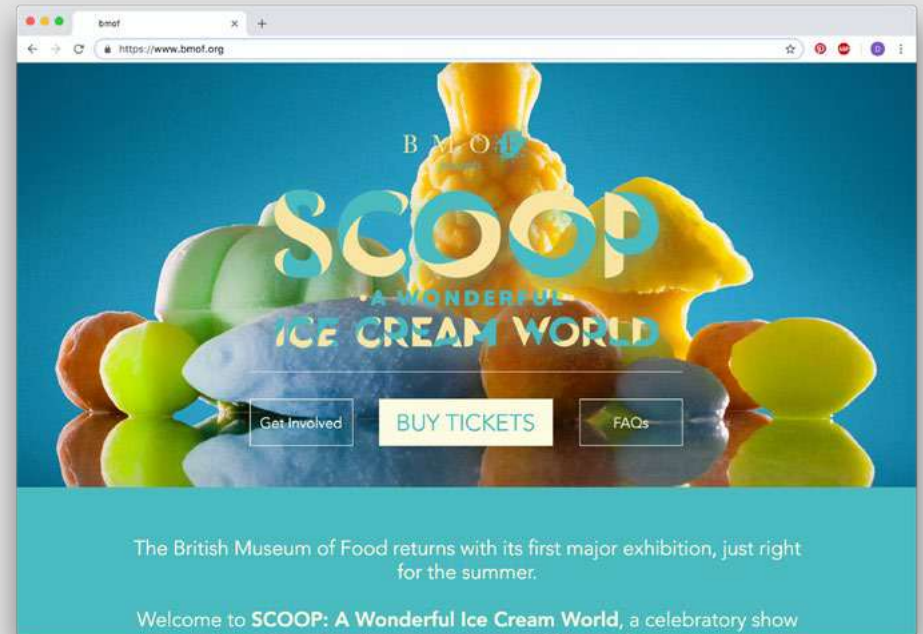 bmof
https://www.bmof.org
ABP
D
BMOF
SCOOP
•A WONDERFUL•
ICE CREAM WORLD
Get Involved
BUY TICKETS
FAQs
The British Museum of Food returns with its first major exhibition, just right
for the summer.
Welcome to SCOOP: A Wonderful Ice Cream World, a celebratory show